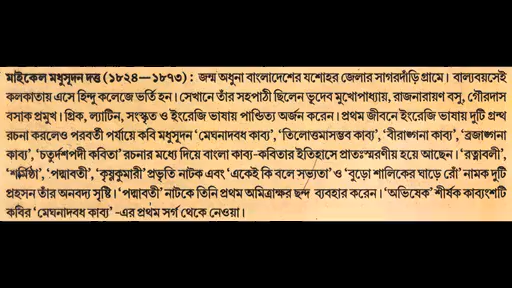 মাইকেল মধুসূদন দত্ত (১৮২৪—১৮৭৩) : জন্ম অধুনা বাংলাদেশের যশোহর জেলার সাগরদাঁড়ি গ্রামে। বাল্যবয়সেই
কলকাতায় এসে হিন্দু কলেজে ভর্তি হন। সেখানে তাঁর সহপাঠী ছিলেন ভূদেব মুখোপাধ্যায়, রাজনারায়ণ বসু, গৌরদাস
বসাক প্রমুখ। গ্রিক, ল্যাটিন, সংস্কৃত ও ইংরেজি ভাষায় পান্ডিত্য অর্জন করেন। প্রথম জীবনে ইংরেজি ভাষায় দুটি গ্রন্থ
রচনা করলেও পরবর্তী পর্যায়ে কবি মধুসূদন ‘মেঘনাদবধ কাব্য’, ‘তিলোত্তমাসম্ভব কাব্য’, ‘বীরাঙ্গনা কাব্য’, ‘ব্রজাঙ্গনা
কাব্য’, ‘চতুর্দশপদী কবিতা’ রচনার মধ্যে দিয়ে বাংলা কাব্য-কবিতার ইতিহাসে প্রাতঃস্মরণীয় হয়ে আছেন। ‘রত্নাবলী’,
‘শর্মিষ্ঠা’, ‘পদ্মাবতী’, ‘কৃষ্ণকুমারী’ প্রভৃতি নাটক এবং ‘একেই কি বলে সভ্যতা’ ও ‘বুড়ো শালিকের ঘাড়ে রোঁ’ নামক দুটি
প্রহসন তাঁর অনবদ্য সৃষ্টি। ‘পদ্মাবতী’ নাটকে তিনি প্রথম অমিত্রাক্ষর ছন্দ ব্যবহার করেন। ‘অভিষেক’ শীর্ষক কাব্যংশটি
কবির ‘মেঘনাদবধ কাব্য’ -এর প্রথম সর্গ থেকে নেওয়া।